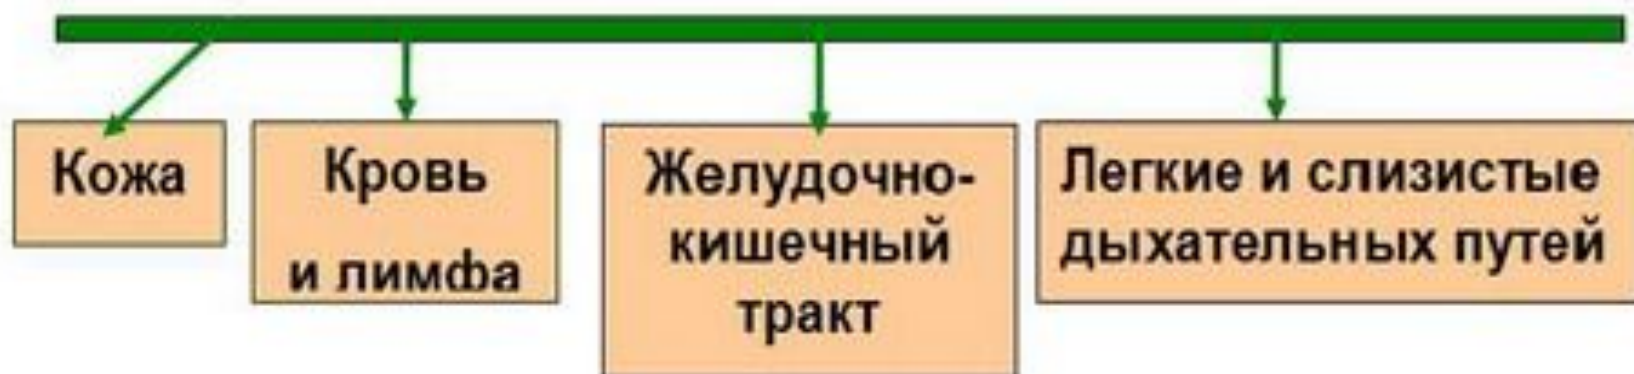 Кожа
Кровь
и лимфа
Желудочно-
кишечный
тракт
Легкие и слизистые
дыхательных путей